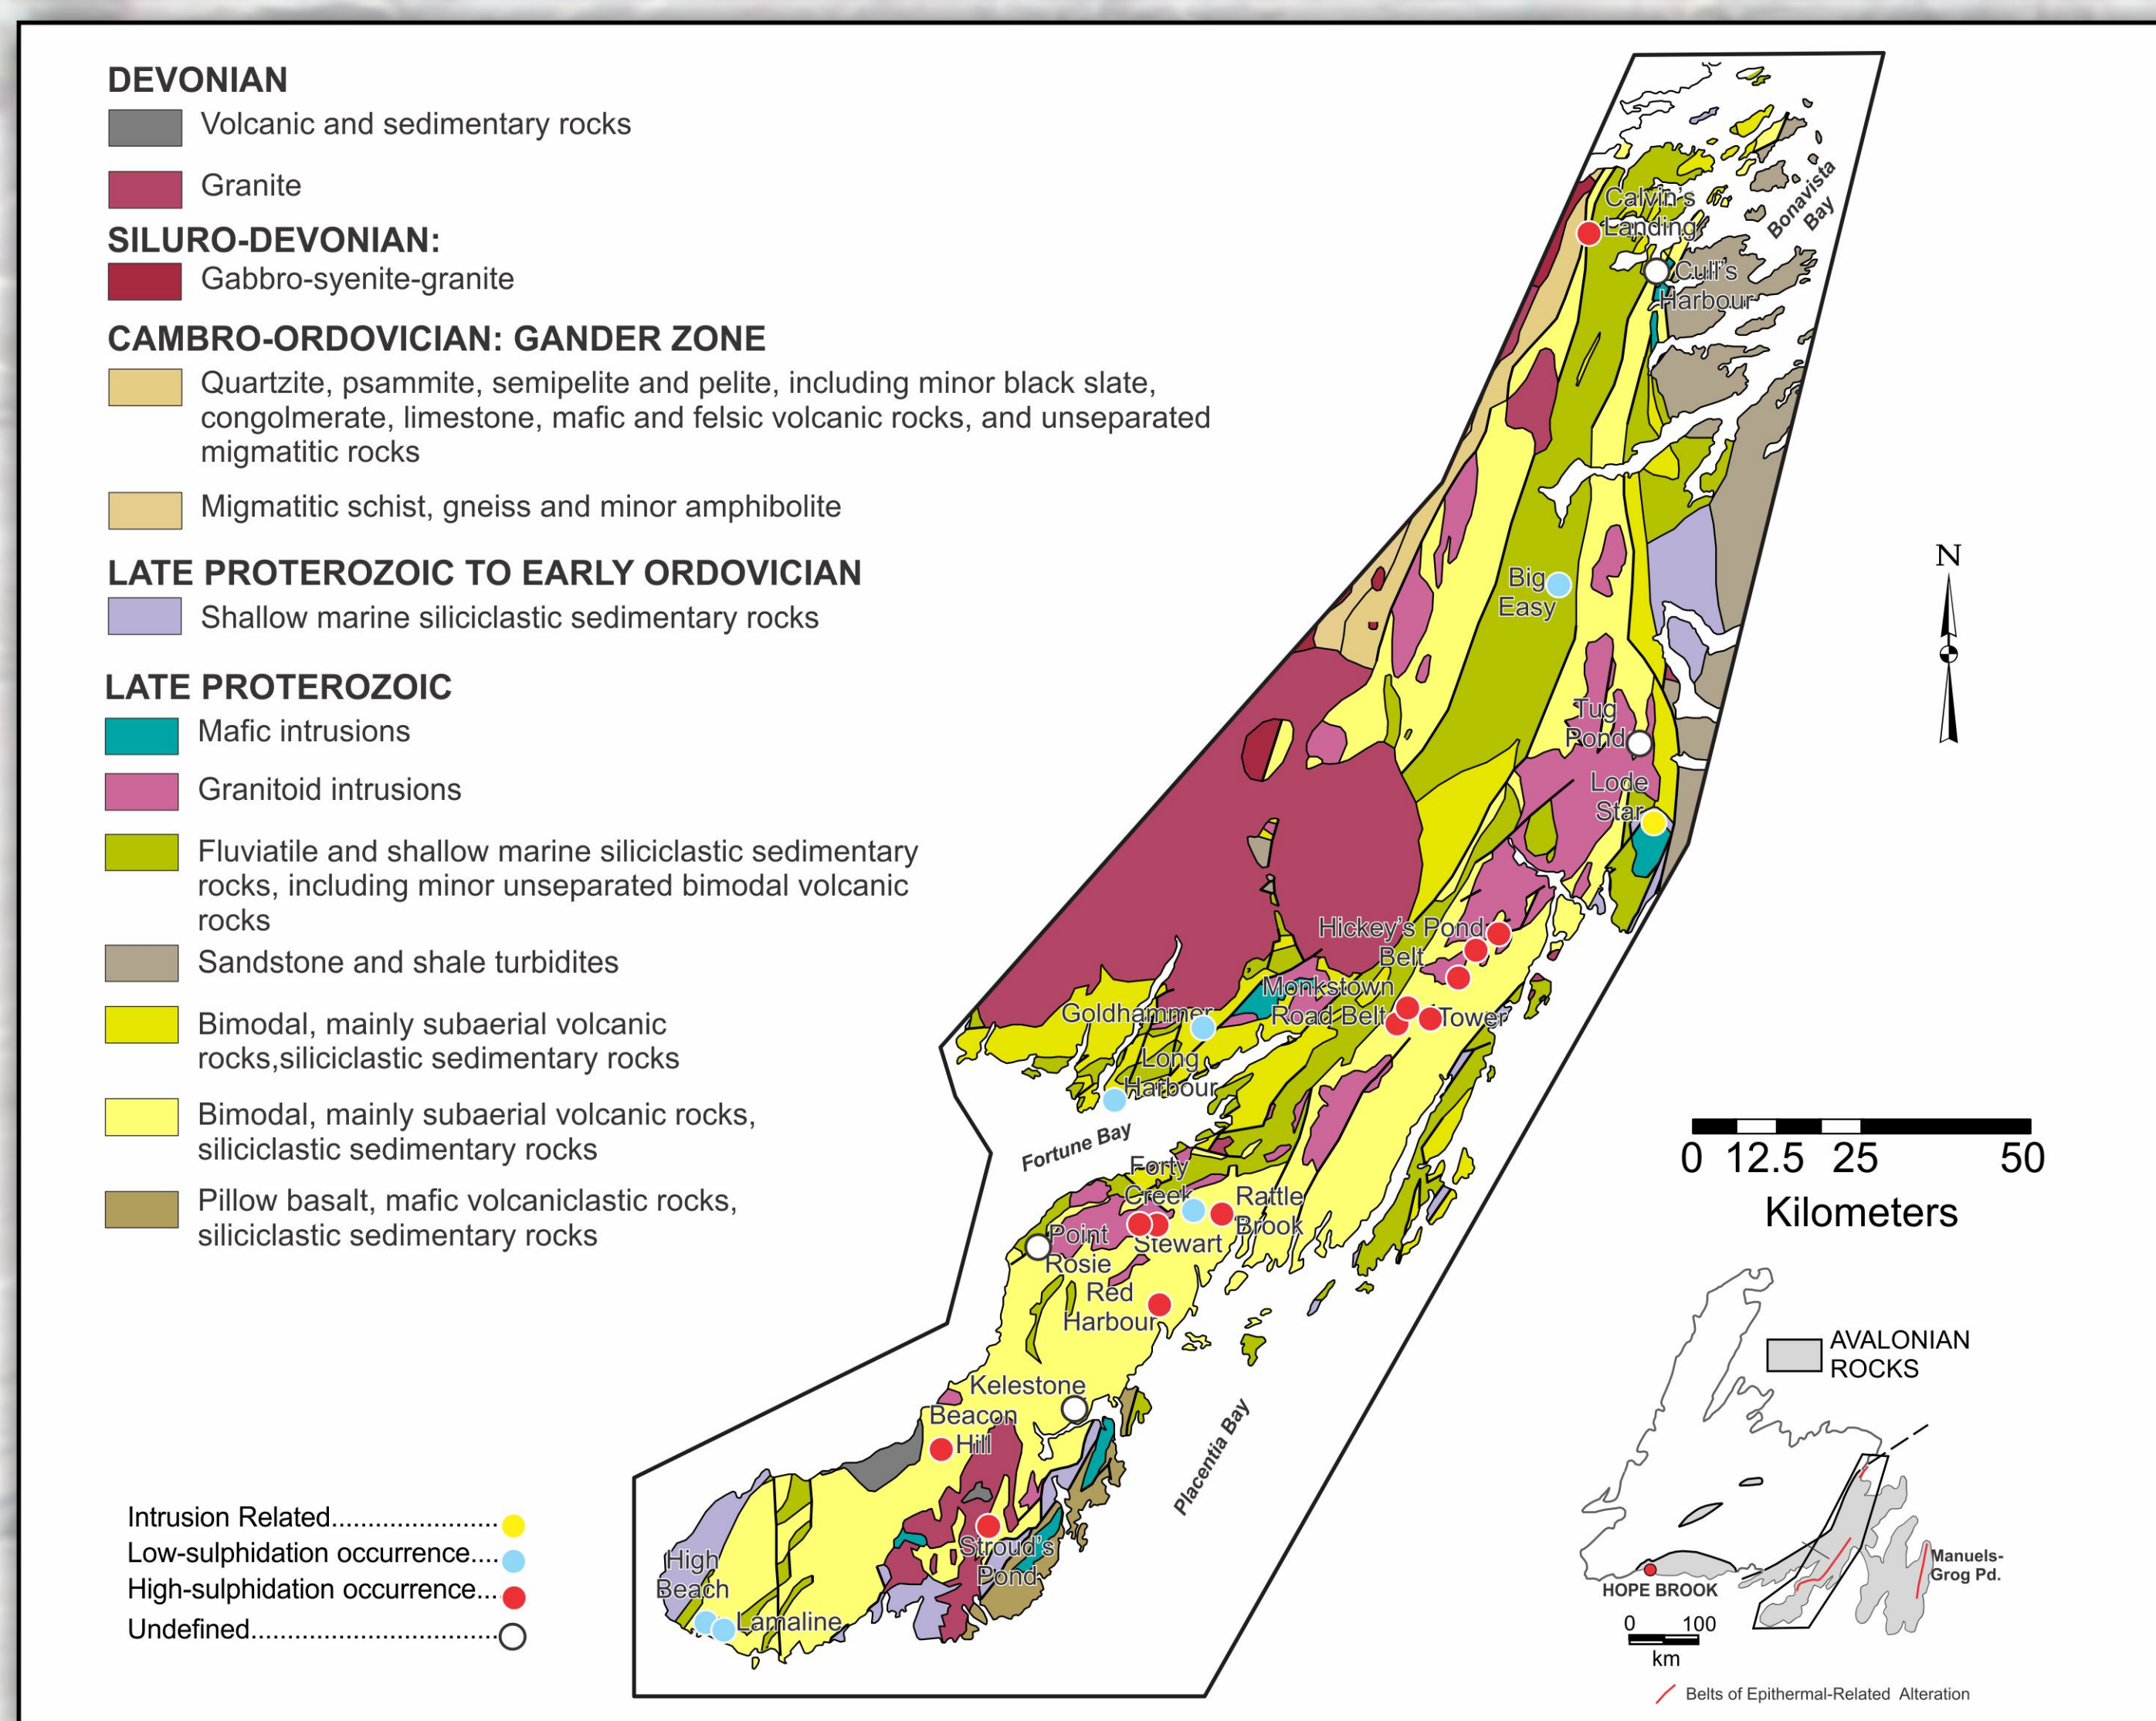 DEVONIAN
Volcanic and sedimentary rocks
Granite
SILURO-DEVONIAN:
Gabbro-syenite-granite
CAMBRO-ORDOVICIAN: GANDER ZONE
Quartzite, psammite, semipelite and pelite, including minor black slate,
congolmerate, limestone, mafic and felsic volcanic rocks, and unseparated
migmatitic rocks
Migmatitic schist, gneiss and minor amphibolite
LATE PROTEROZOIC TO EARLY ORDOVICIAN
Shallow marine siliciclastic sedimentary rocks
LATE PROTEROZOIC
Mafic intrusions
Granitoid intrusions
Fluviatile and shallow marine siliciclastic sedimentary
rocks, including minor unseparated bimodal volcanic
rocks
Sandstone and shale turbidites
Bimodal, mainly subaerial volcanic
rocks,siliciclastic sedimentary rocks
Bimodal, mainly subaerial volcanic rocks,
siliciclastic sedimentary rocks
Pillow basalt, mafic volcaniclastic rocks,
siliciclastic sedimentary rocks
Intrusion Related......................
Low-sulphidation occurrence....
High-sulphidation occurrence...
Undefined.................................
Bonavista
Bay
Calvin's
Landing
Cull's
Harbour
Big
Easy
Tug
Pond
Lode
Star
Hickey's Pond
Belt
Monkstown
Road Belt
Tower
Goldhammer
Long
Harbour
Fortune Bay
Forty
Creek
Rattle
Brook
Stewart
Point
Rosie
Red
Harbour
Kelestone
Beacon
Hill
Placentia Bay
Stroud's
Pond
High
Beach
Lamaline
N
0 12.5 25 50
Kilometers
AVALONIAN
ROCKS
Manuels-
Grog Pd.
HOPE BROOK
0 100
km
Belts of Epithermal-Related Alteration